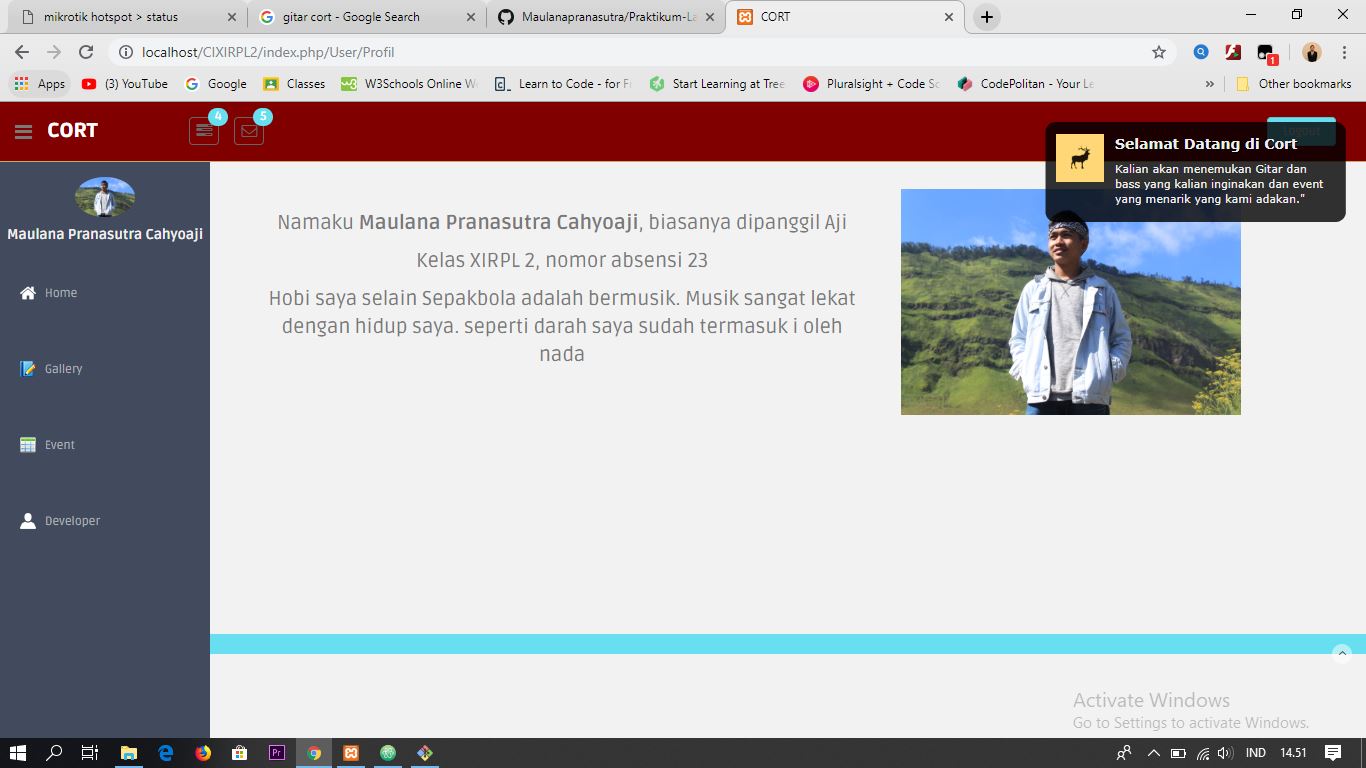 mikrotik hotspot > status
gitar cort - Google Search
Maulanapranasutra/Praktikum-La
CORT
localhost/CIXIRPL2/index.php/User/Profil
Apps
(3) YouTube
Google
Classes
W3Schools Online W
Learn to Code - for F
Start Learning at Tree
Pluralsight + Code Sc
CodePolitan - Your Le
»
Other bookmarks
1
CORT
4
5
Logout
Selamat Datang di Cort
Kalian akan menemukan Gitar dan
bass yang kalian inginakan dan event
yang menarik yang kami adakan."
Maulana Pranasutra Cahyoaji
Home
Gallery
Event
Developer
Namaku Maulana Pranasutra Cahyoaji, biasanya dipanggil Aji
Kelas XIRPL 2, nomor absensi 23
Hobi saya selain Sepakbola adalah bermusik. Musik sangat lekat
dengan hidup saya. seperti darah saya sudah termasuk i oleh
nada
Activate Windows
Go to Settings to activate Windows.
Pr
IND
14.51